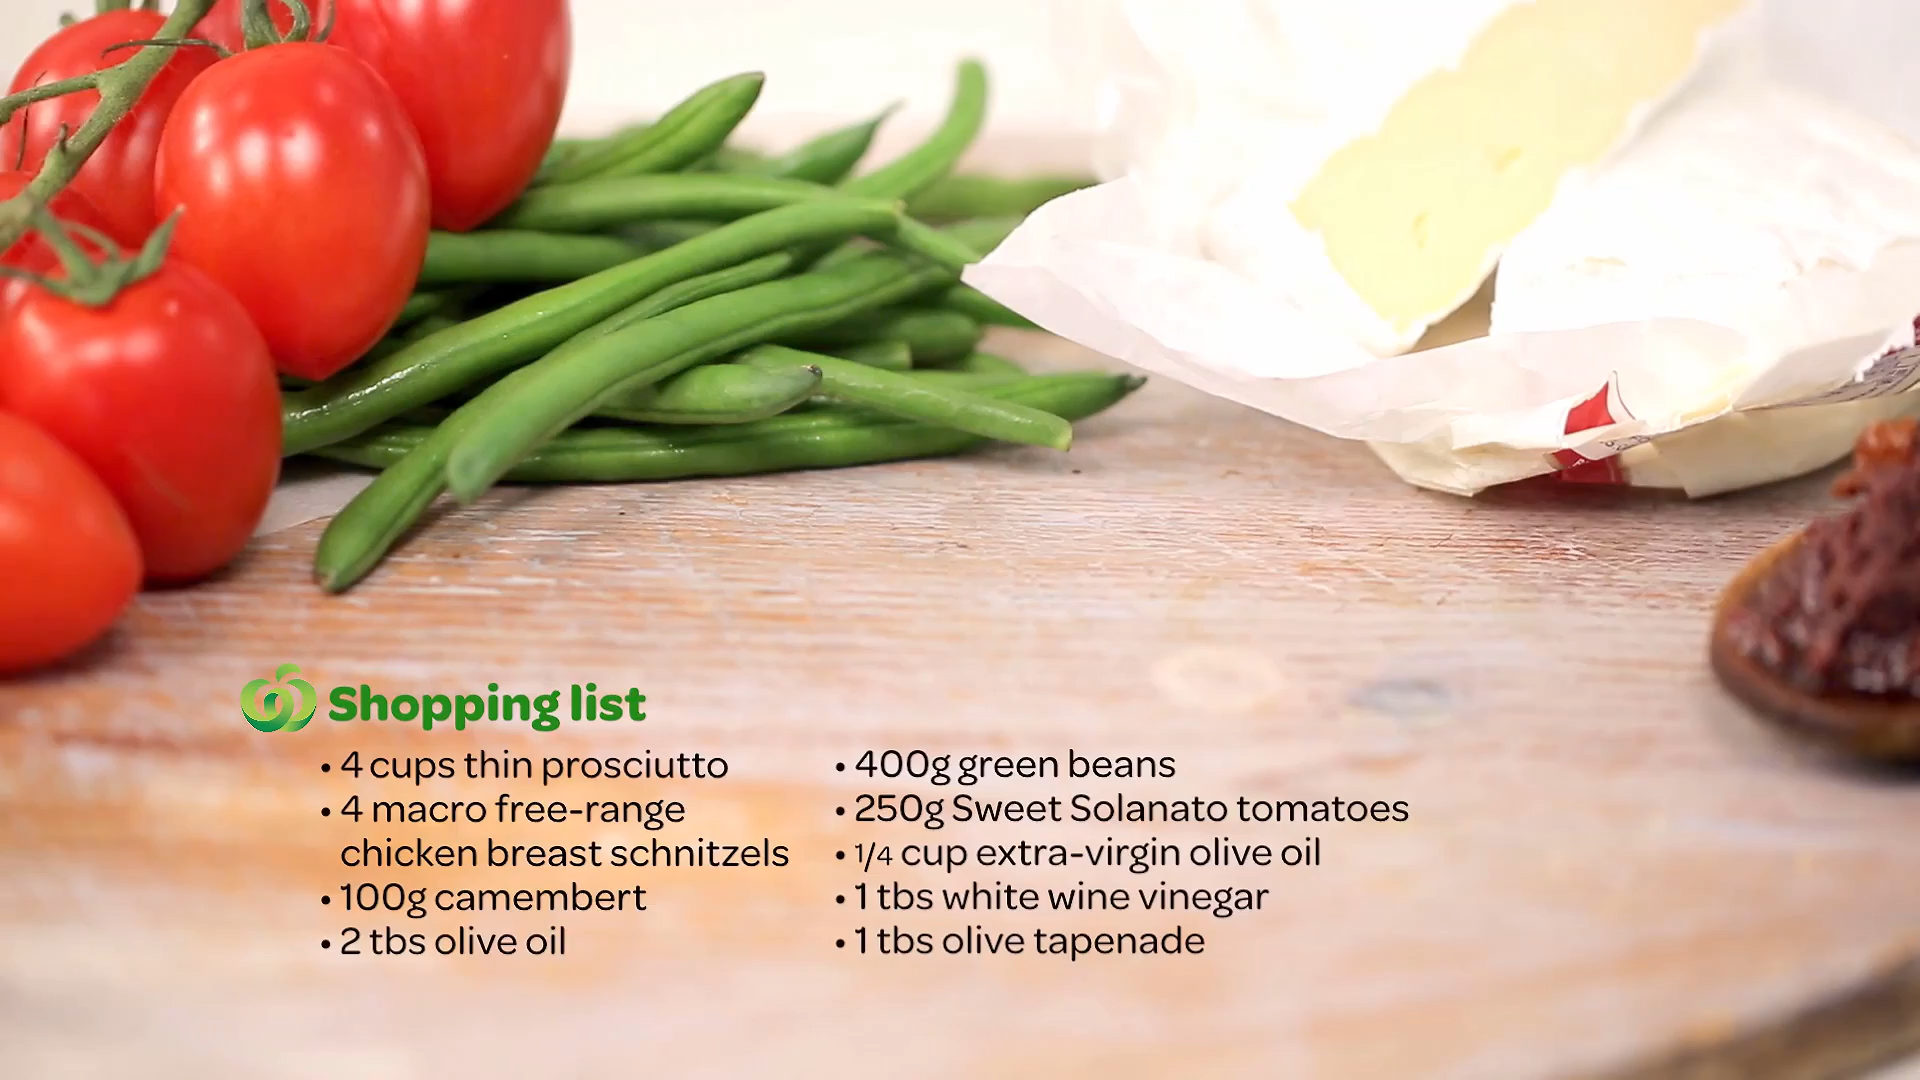 Shopping list
• 4 cups thin prosciutto
• 4 macro free-range
chicken breast schnitzels
• 100g camembert
• 2 tbs olive oil
• 400g green beans
• 250g Sweet Solanato tomatoes
• 1/4 cup extra-virgin olive oil
• 1 tbs white wine vinegar
• 1 tbs olive tapenade